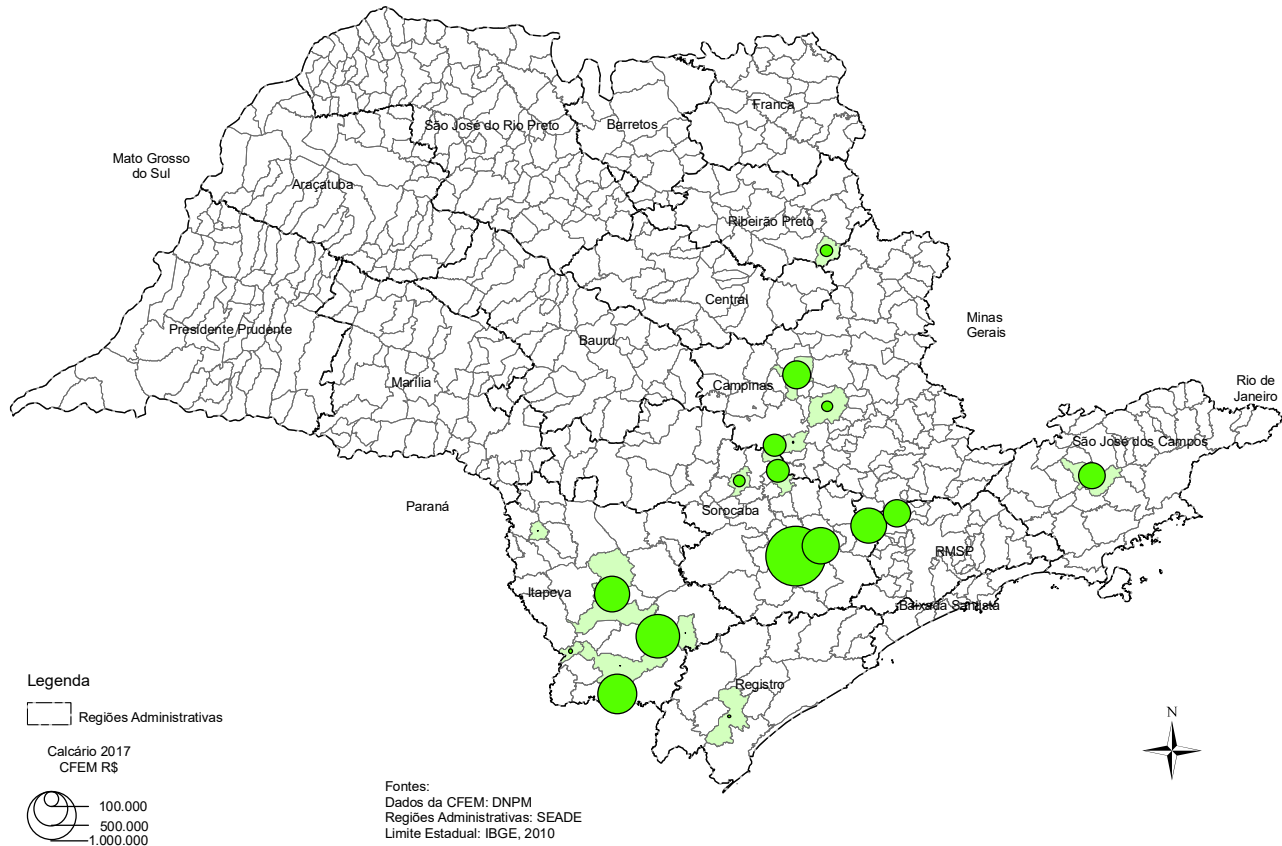 Franca
São José do Rio Preto
Barretos
Mato Grosso
do Sul
Araçatuba
Ribeirão Preto
Central
Minas
Gerais
Presidente Prudente
Bauru
Marília
Campinas
Rio de
Janeiro
São José dos Campos
Paraná
Sorocaba
RMSP
Itapeva
Baixada Santista
Registro
Legenda
Regiões Administrativas
Calcário 2017
CFEM R$
100.000
500.000
1.000.000
Fontes:
Dados da CFEM: DNPM
Regiões Administrativas: SEADE
Limite Estadual: IBGE, 2010
N